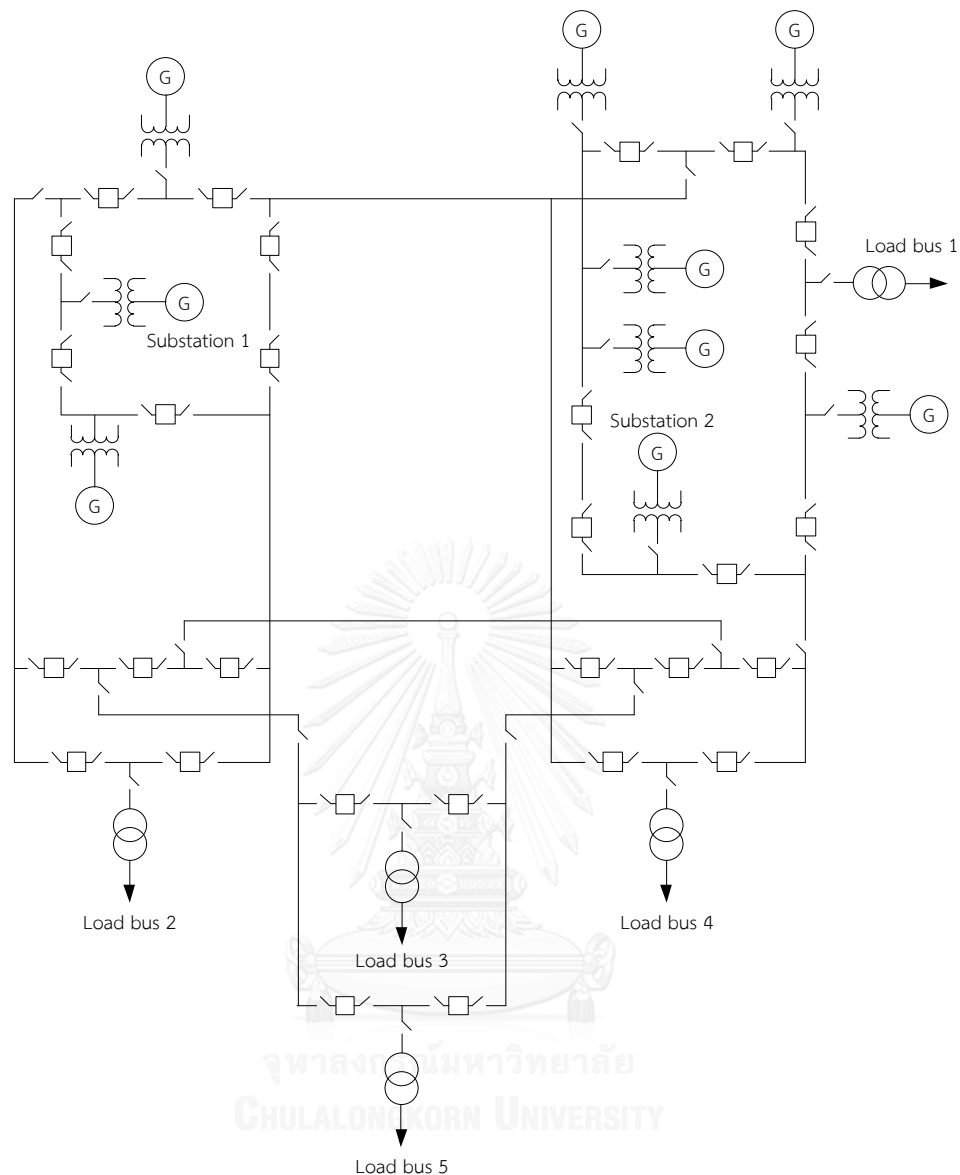 G
G
G
Load bus 1
G
G
Substation 1
G
G
Substation 2
G
G
Load bus 2
Load bus 4
Load bus 3
จุฬาลงกรณ์มหาวิทยาลัย
CHULALONGKORN UNIVERSITY
Load bus 5